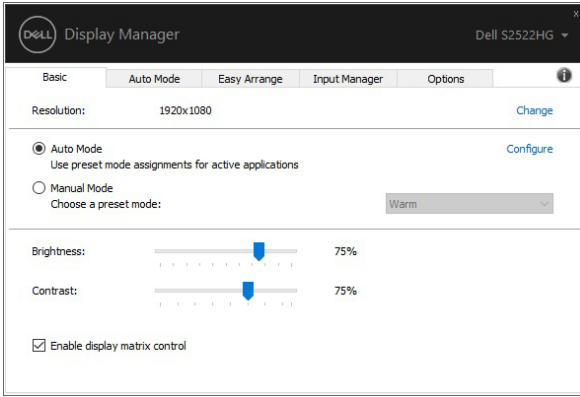 DELL Display Manager Dell S2522HG
x
Basic Auto Mode Easy Arrange Input Manager Options i
Resolution: 1920x1080 Change
Auto Mode Configure
Use preset mode assignments for active applications
Manual Mode
Choose a preset mode: Warm
Brightness: 75%
Contrast: 75%
Enable display matrix control